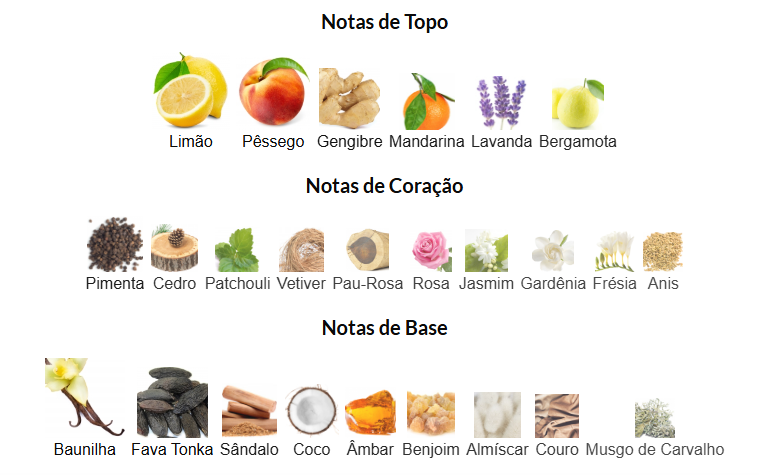 Notas de Topo
Limão Pêssego Gengibre Mandarina Lavanda Bergamota
Notas de Coração
Pimenta Cedro Patchouli Vetiver Pau-Rosa Rosa Jasmim Gardênia Frésia Anis
Notas de Base
Baunilha Fava Tonka Sândalo Coco Âmbar Benjoim Almíscar Couro Musgo de Carvalho